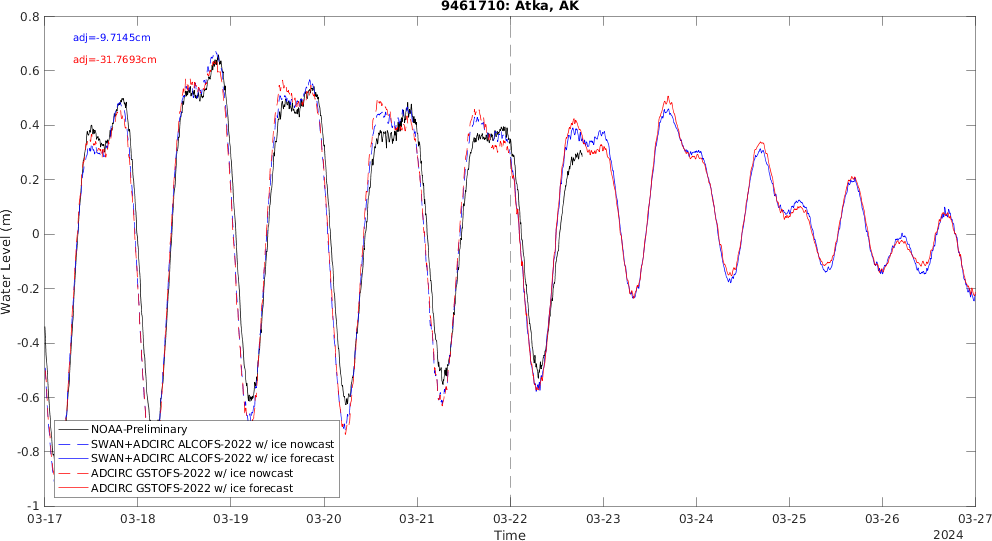 9461710: Atka, AK
adj=-9.7145cm
adj=-31.7693cm
Water Level (m)
0.8
0.6
0.4
0.2
0
-0.2
-0.4
-0.6
-0.8
-1
NOAA-Preliminary
SWAN+ADCIRC ALCOFS-2022 w/ ice nowcast
SWAN+ADCIRC ALCOFS-2022 w/ ice forecast
ADCIRC GSTOFS-2022 w/ ice nowcast
ADCIRC GSTOFS-2022 w/ ice forecast
03-17 03-18 03-19 03-20 03-21 03-22 03-23 03-24 03-25 03-26 03-27
Time
2024